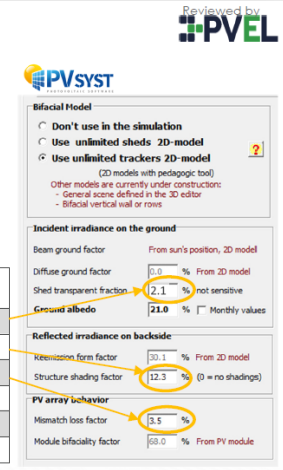 Reviewed by
PVEL
PVSYST
PHOTOVOLTAIC SOFTWARE
Bifacial Model
Don't use in the simulation
Use unlimited sheds 2D-model
Use unlimited trackers 2D-model
?
(2D models with pedagogic tool)
Other models are currently under construction:
- General scene defined in the 3D editor
- Bifacial vertical wall or rows
Incident irradiance on the ground
Beam ground factor From sun's position, 2D model
Diffuse ground factor 0.0 % From 2D model
Shed transparent fraction 2.1 % not sensitive
Ground albedo 21.0 % Monthly values
Reflected irradiance on backside
Reemission form factor 30.1 % From 2D model
Structure shading factor 12.3 % (0 = no shadings)
PV array behavior
Mismatch loss factor 3.5 %
Module bifaciality factor 68.0 % From PV module